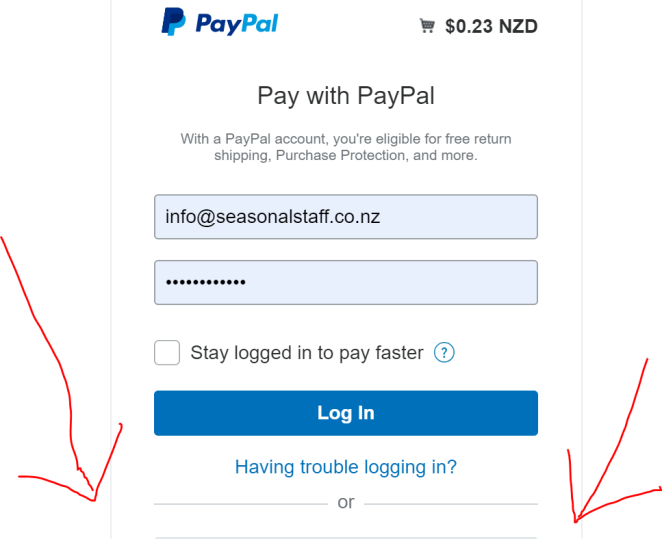 PayPal
$0.23 NZD
Pay with PayPal
With a PayPal account, you're eligible for free return
shipping, Purchase Protection, and more.
info@seasonalstaff.co.nz
••••••••••••
Stay logged in to pay faster ?
Log In
Having trouble logging in?
or